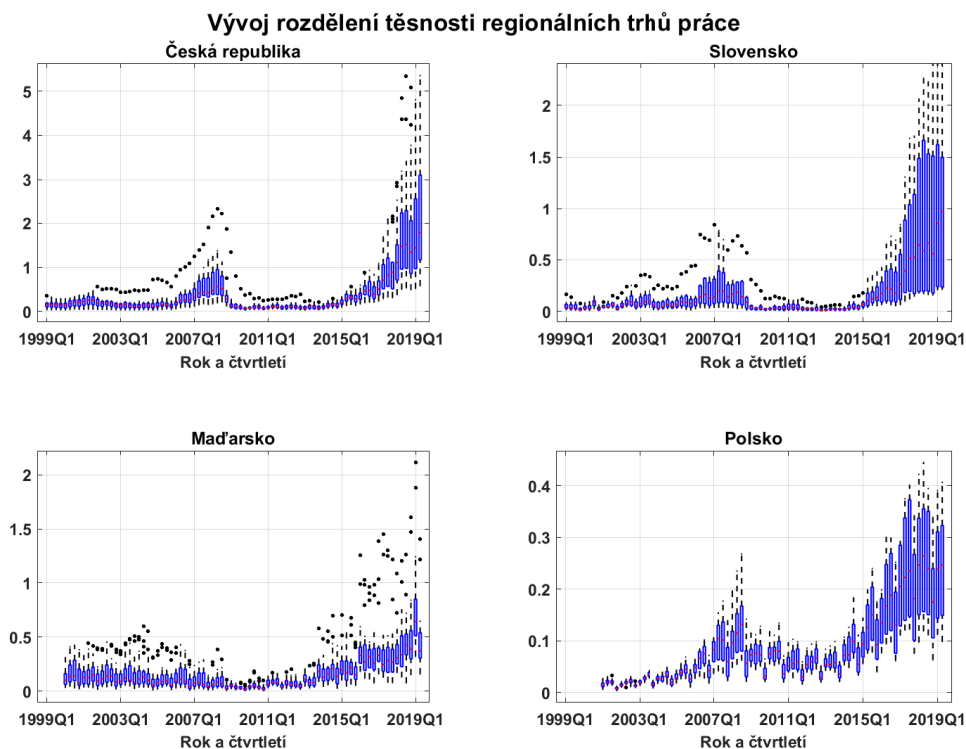 Vývoj rozdělení těsnosti regionálních trhů práce
Česká republika
5
4
3
2
1
0
1999Q1 2003Q1 2007Q1 2011Q1 2015Q1 2019Q1
Rok a čtvrtletí
Slovensko
2
1.5
1
0.5
0
1999Q1 2003Q1 2007Q1 2011Q1 2015Q1 2019Q1
Rok a čtvrtletí
Maďarsko
2
1.5
1
0.5
0
1999Q1 2003Q1 2007Q1 2011Q1 2015Q1 2019Q1
Rok a čtvrtletí
Polsko
0.4
0.3
0.2
0.1
0
1999Q1 2003Q1 2007Q1 2011Q1 2015Q1 2019Q1
Rok a čtvrtletí